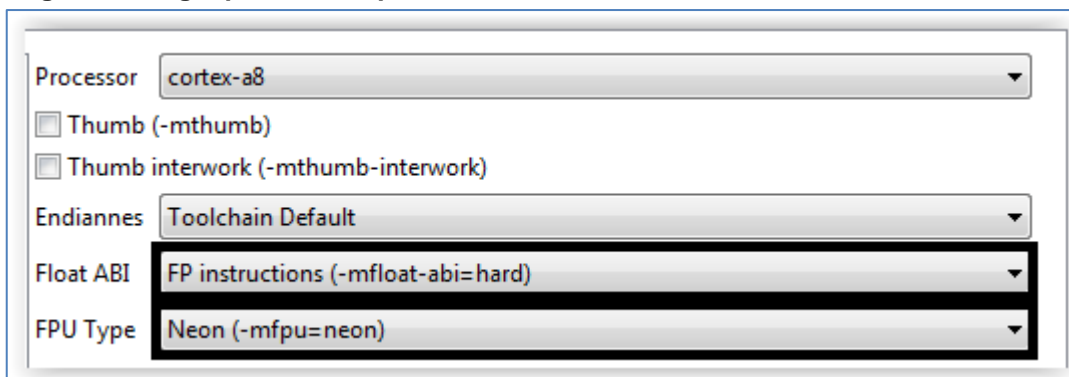 Processor cortex-a8
Thumb (-mthumb)
Thumb interwork (-mthumb-interwork)
Endiannes Toolchain Default
Float ABI FP instructions (-mfloat-abi=hard)
FPU Type Neon (-mfpu=neon)